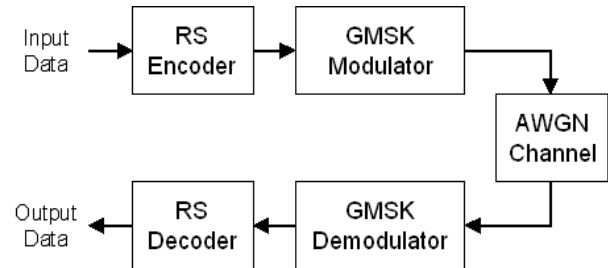 Input
Data
RS
Encoder
GMSK
Modulator
AWGN
Channel
Output
Data
RS
Decoder
GMSK
Demodulator